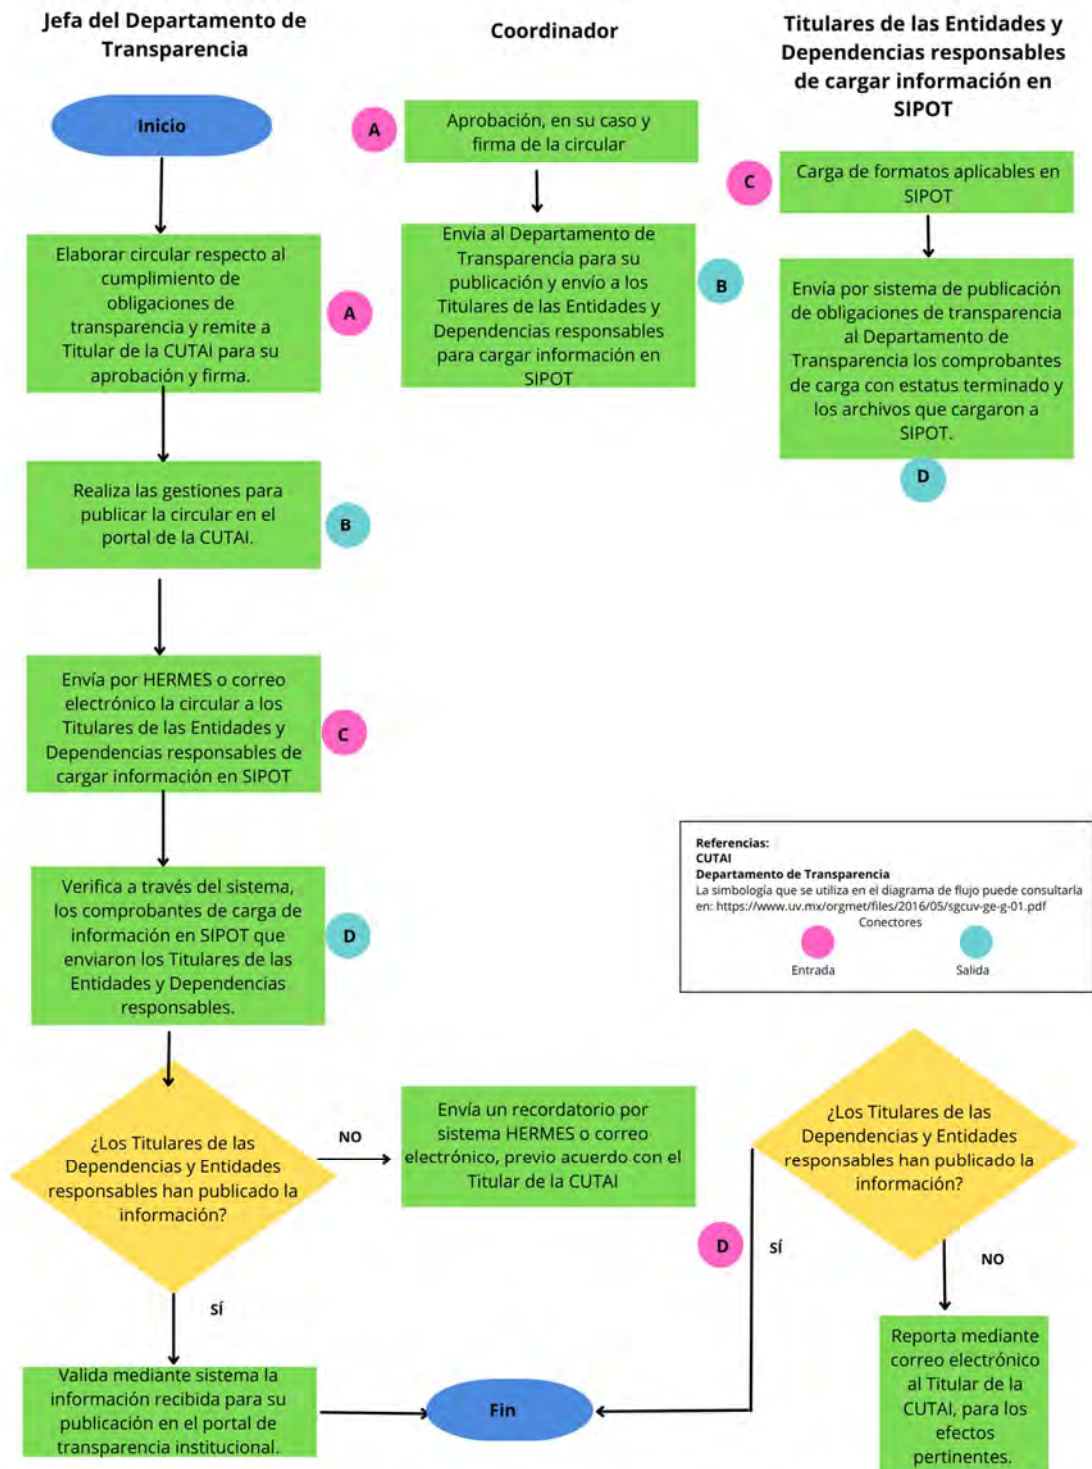 Jefa del Departamento de
Transparencia
Coordinador
Titulares de las Entidades y
Dependencias responsables
de cargar información en
SIPOT
Inicio
A
Aprobación, en su caso y
firma de la circular
C
Carga de formatos aplicables en
SIPOT
Elaborar circular respecto al
cumplimiento de
obligaciones de
transparencia y remite a
Titular de la CUTAI para su
aprobación y firma.
A
Envía al Departamento de
Transparencia para su
publicación y envío a los
Titulares de las Entidades y
Dependencias responsables
para cargar información en
SIPOT
B
Envía por sistema de publicación
de obligaciones de transparencia
al Departamento de
Transparencia los comprobantes
de carga con estatus terminado y
los archivos que cargaron a
SIPOT.
D
Realiza las gestiones para
publicar la circular en el
portal de la CUTAI.
B
Envía por HERMES o correo
electrónico la circular a los
Titulares de las Entidades y
Dependencias responsables de
cargar información en SIPOT
C
Verifica a través del sistema,
los comprobantes de carga de
información en SIPOT que
enviaron los Titulares de las
Entidades y Dependencias
responsables.
D
Referencias:
CUTAI
Departamento de Transparencia
La simbología que se utiliza en el diagrama de flujo puede consultarla
en: https://www.uv.mx/orgmet/files/2016/05/sgcuv-ge-g-01.pdf
Conectores
Entrada
Salida
¿Los Titulares de las
Dependencias y Entidades
responsables han publicado la
información?
NO
Envía un recordatorio por
sistema HERMES o correo
electrónico, previo acuerdo con el
Titular de la CUTAI
¿Los Titulares de las
Dependencias y Entidades
responsables han publicado la
información?
D
SÍ
NO
SÍ
Valida mediante sistema la
información recibida para su
publicación en el portal de
transparencia institucional.
Fin
Reporta mediante
correo electrónico
al Titular de la
CUTAI, para los
efectos
pertinentes.